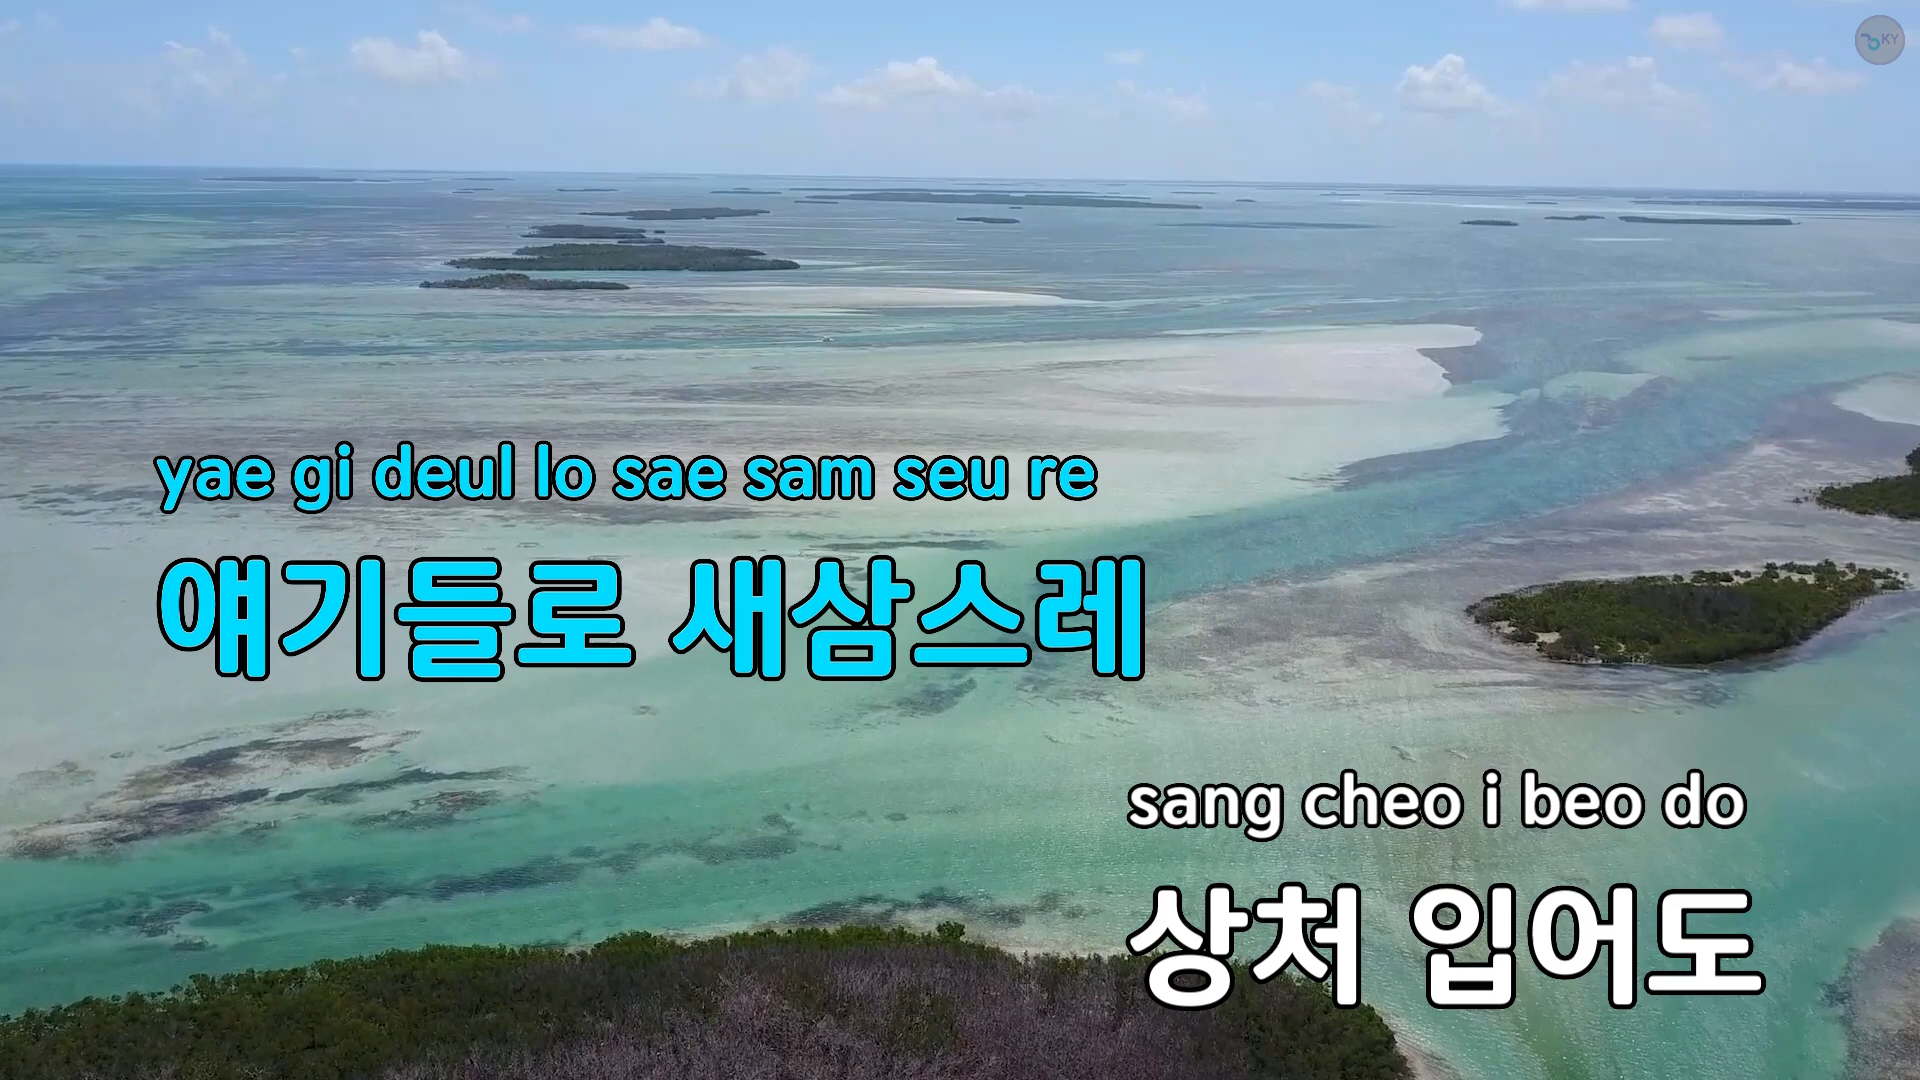 KY
yae gi deul lo sae sam seu re
얘기들로 새삼스레
sang cheo i beo do
상처 입어도